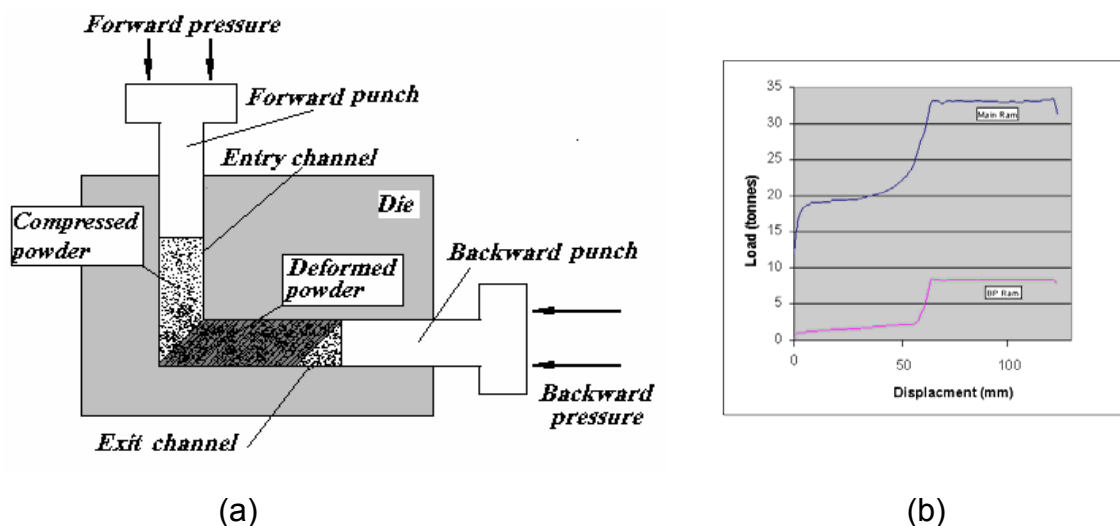 Forward pressure
Forward punch
Entry channel
Compressed
powder
Die
Backward punch
Deformed
powder
Backward
pressure
Exit channel
(a)
35
30
25
20
15
10
5
0
Load (tonnes)
Main Ram
BP Ram
0
50
100
Displacment (mm)
(b)